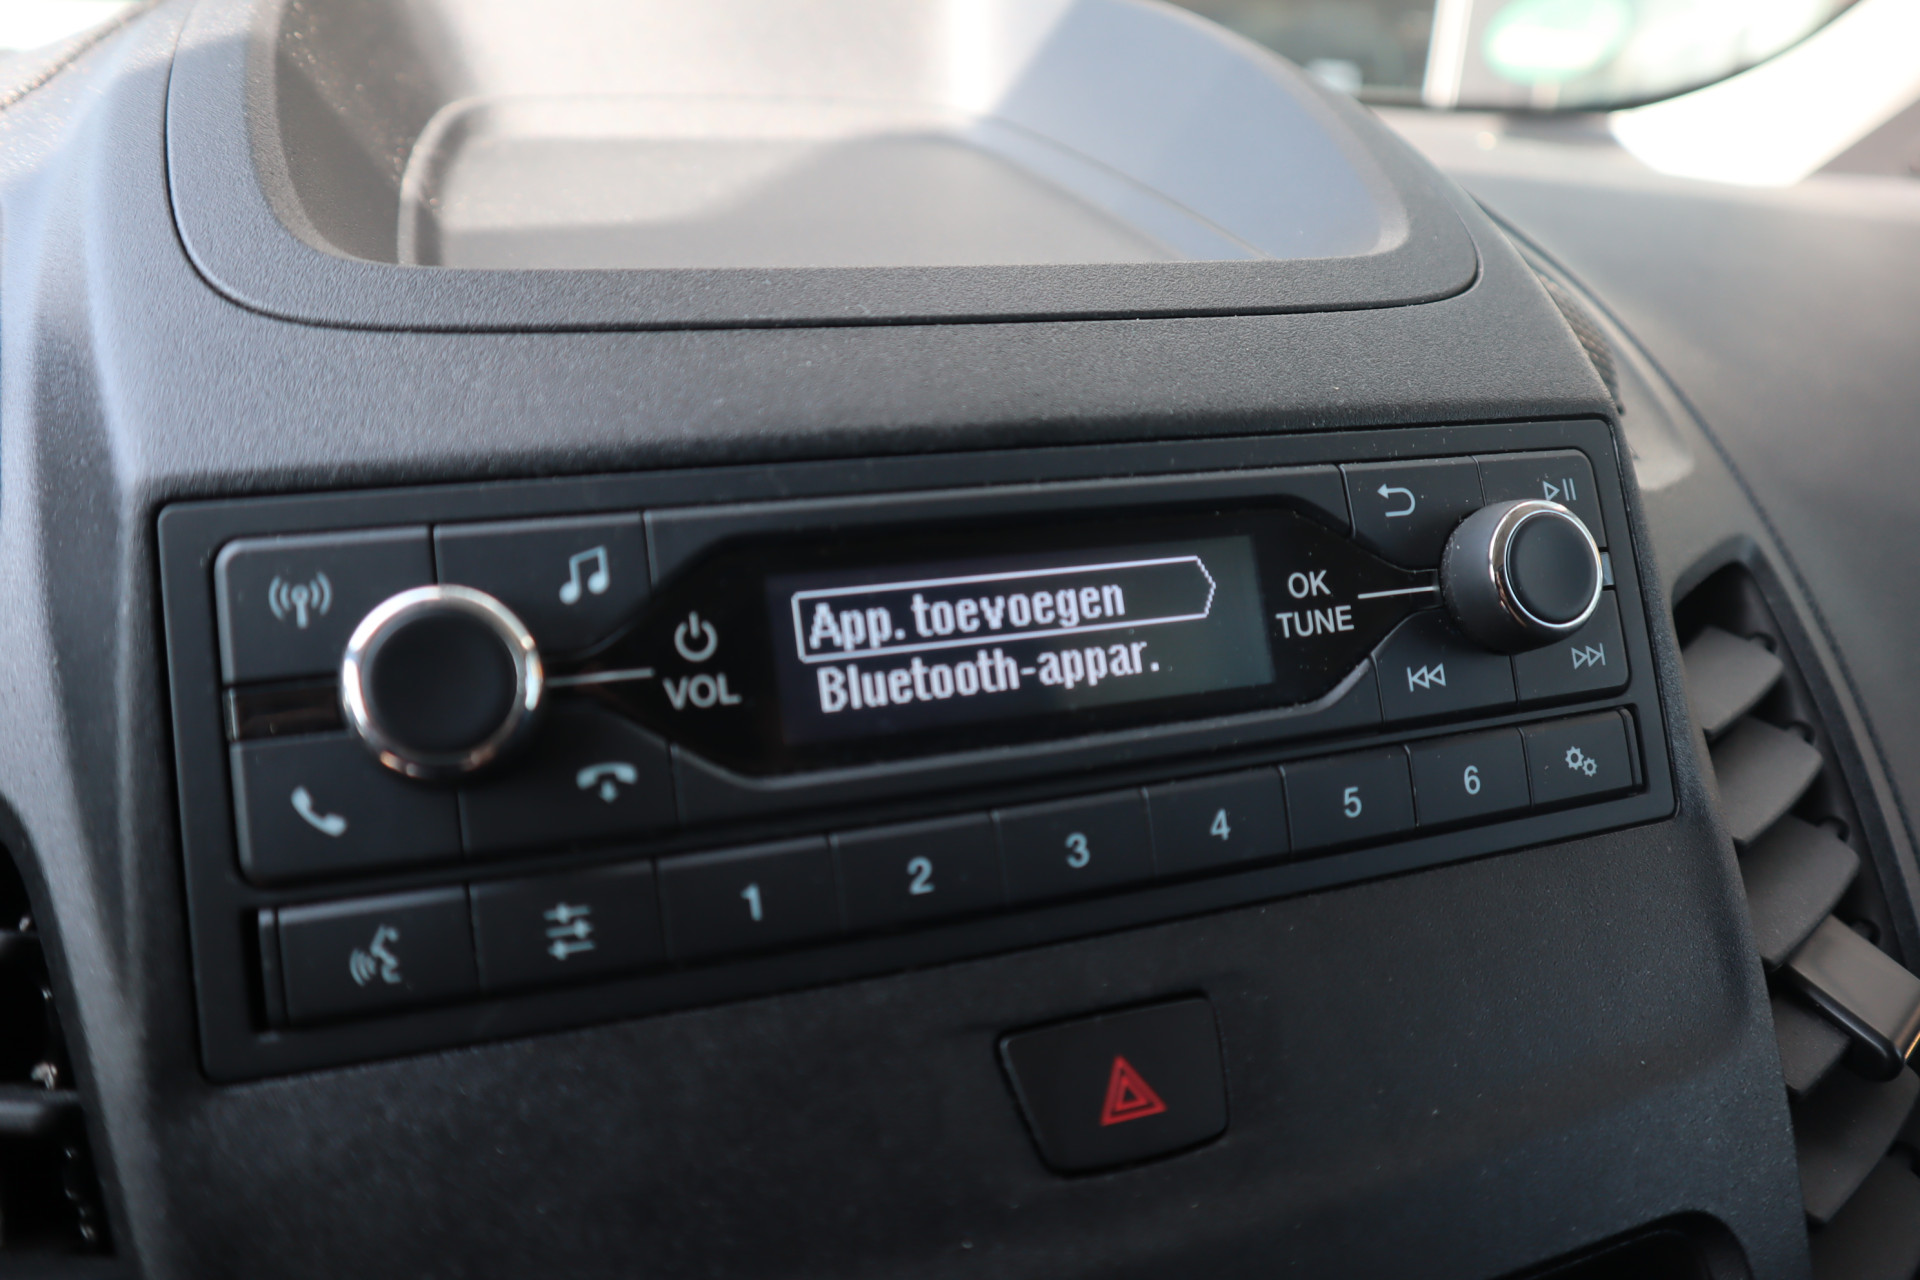 App. toevoegen
Bluetooth-appar.
VOL
OK
TUNE
1 2 3 4 5 6